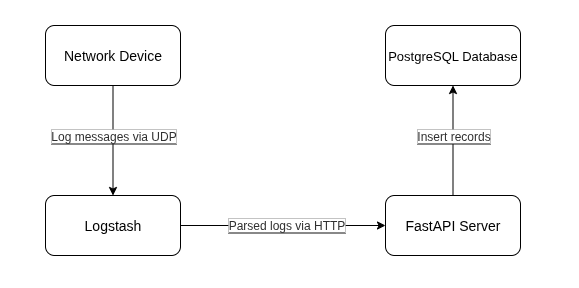 Network Device
PostgreSQL Database
Log messages via UDP
Insert records
Logstash
Parsed logs via HTTP
FastAPI Server